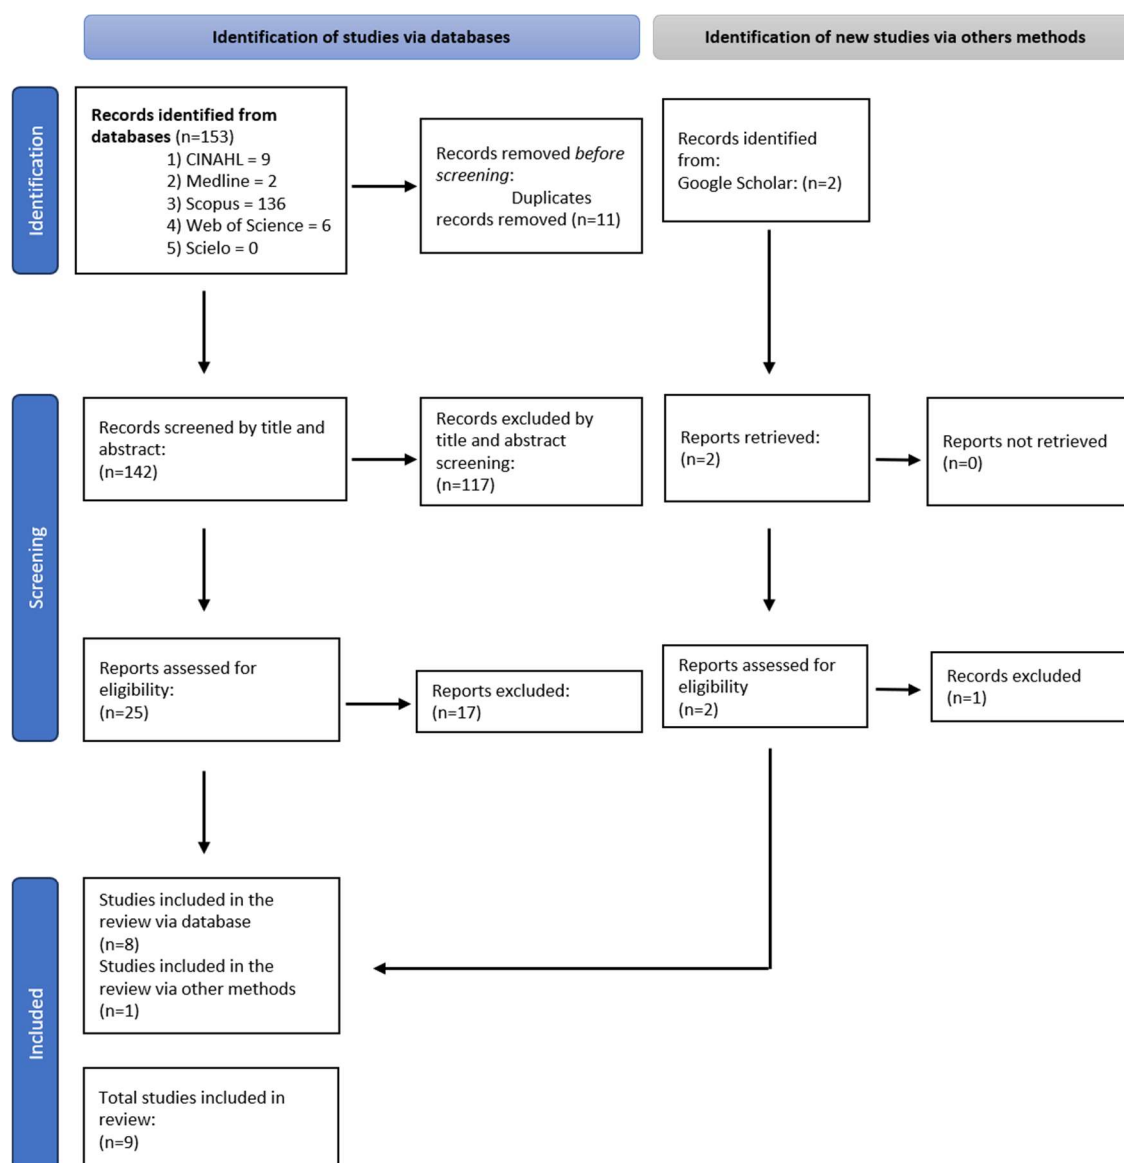 Identification of studies via databases
Identification of new studies via others methods
Identification
Records identified from
databases (n=153)
1) CINAHL = 9
2) Medline = 2
3) Scopus = 136
4) Web of Science = 6
5) Scielo = 0
Records removed before
screening:
Duplicates
records removed (n=11)
Records identified
from:
Google Scholar: (n=2)
Screening
Records screened by title and
abstract:
(n=142)
Records excluded by
title and abstract
screening:
(n=117)
Reports retrieved:
(n=2)
Reports not retrieved
(n=0)
Reports assessed for
eligibility:
(n=25)
Reports excluded:
(n=17)
Reports assessed for
eligibility
(n=2)
Records excluded
(n=1)
Included
Studies included in the
review via database
(n=8)
Studies included in the
review via other methods
(n=1)
Total studies included in
review:
(n=9)